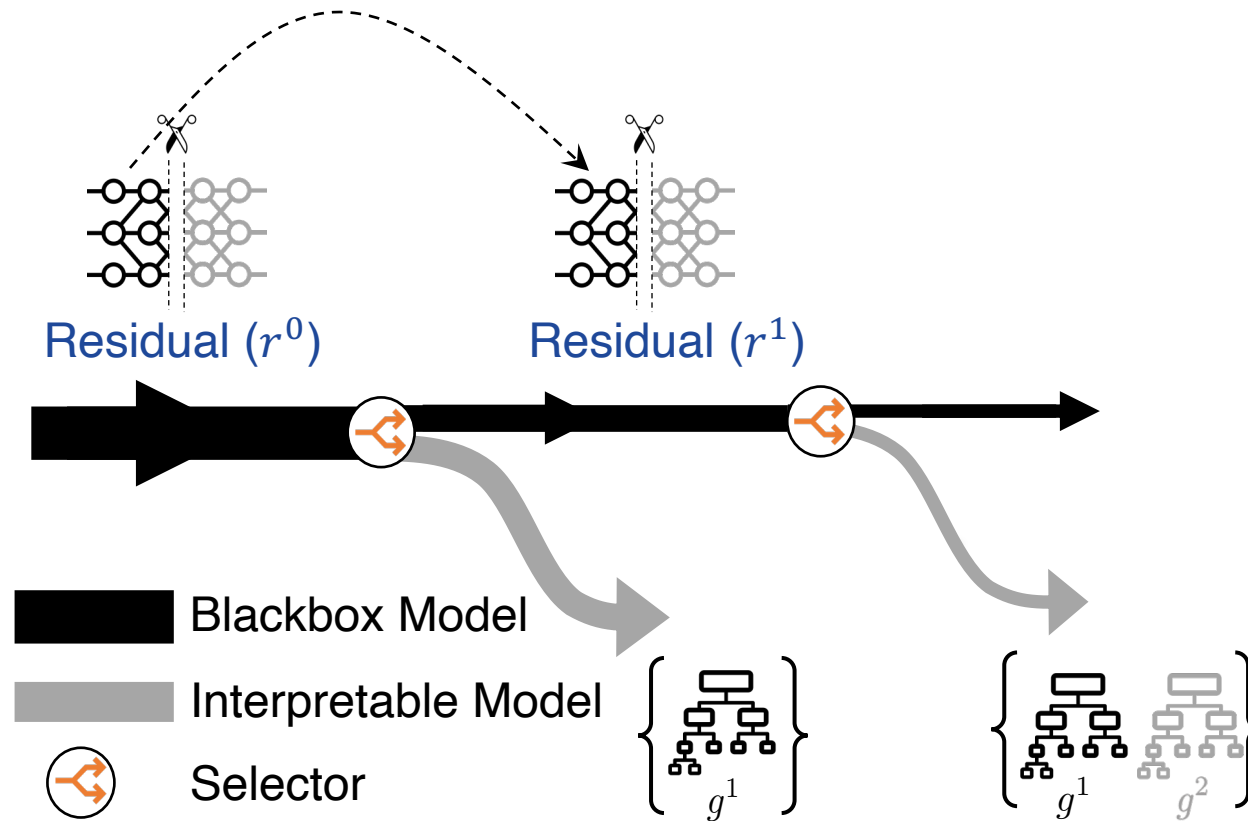 Residual (r⁰) Residual (r¹)
Blackbox Model
Interpretable Model
Selector
g¹ g¹ g²